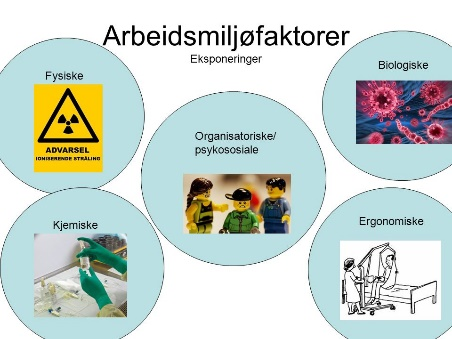 Arbeidsmiljøfaktorer
Eksponeringer
Fysiske
ADVARSEL
IONISERENDE STRÅLING
Biologiske
Organisatoriske/
psykososiale
Kjemiske
Ergonomiske